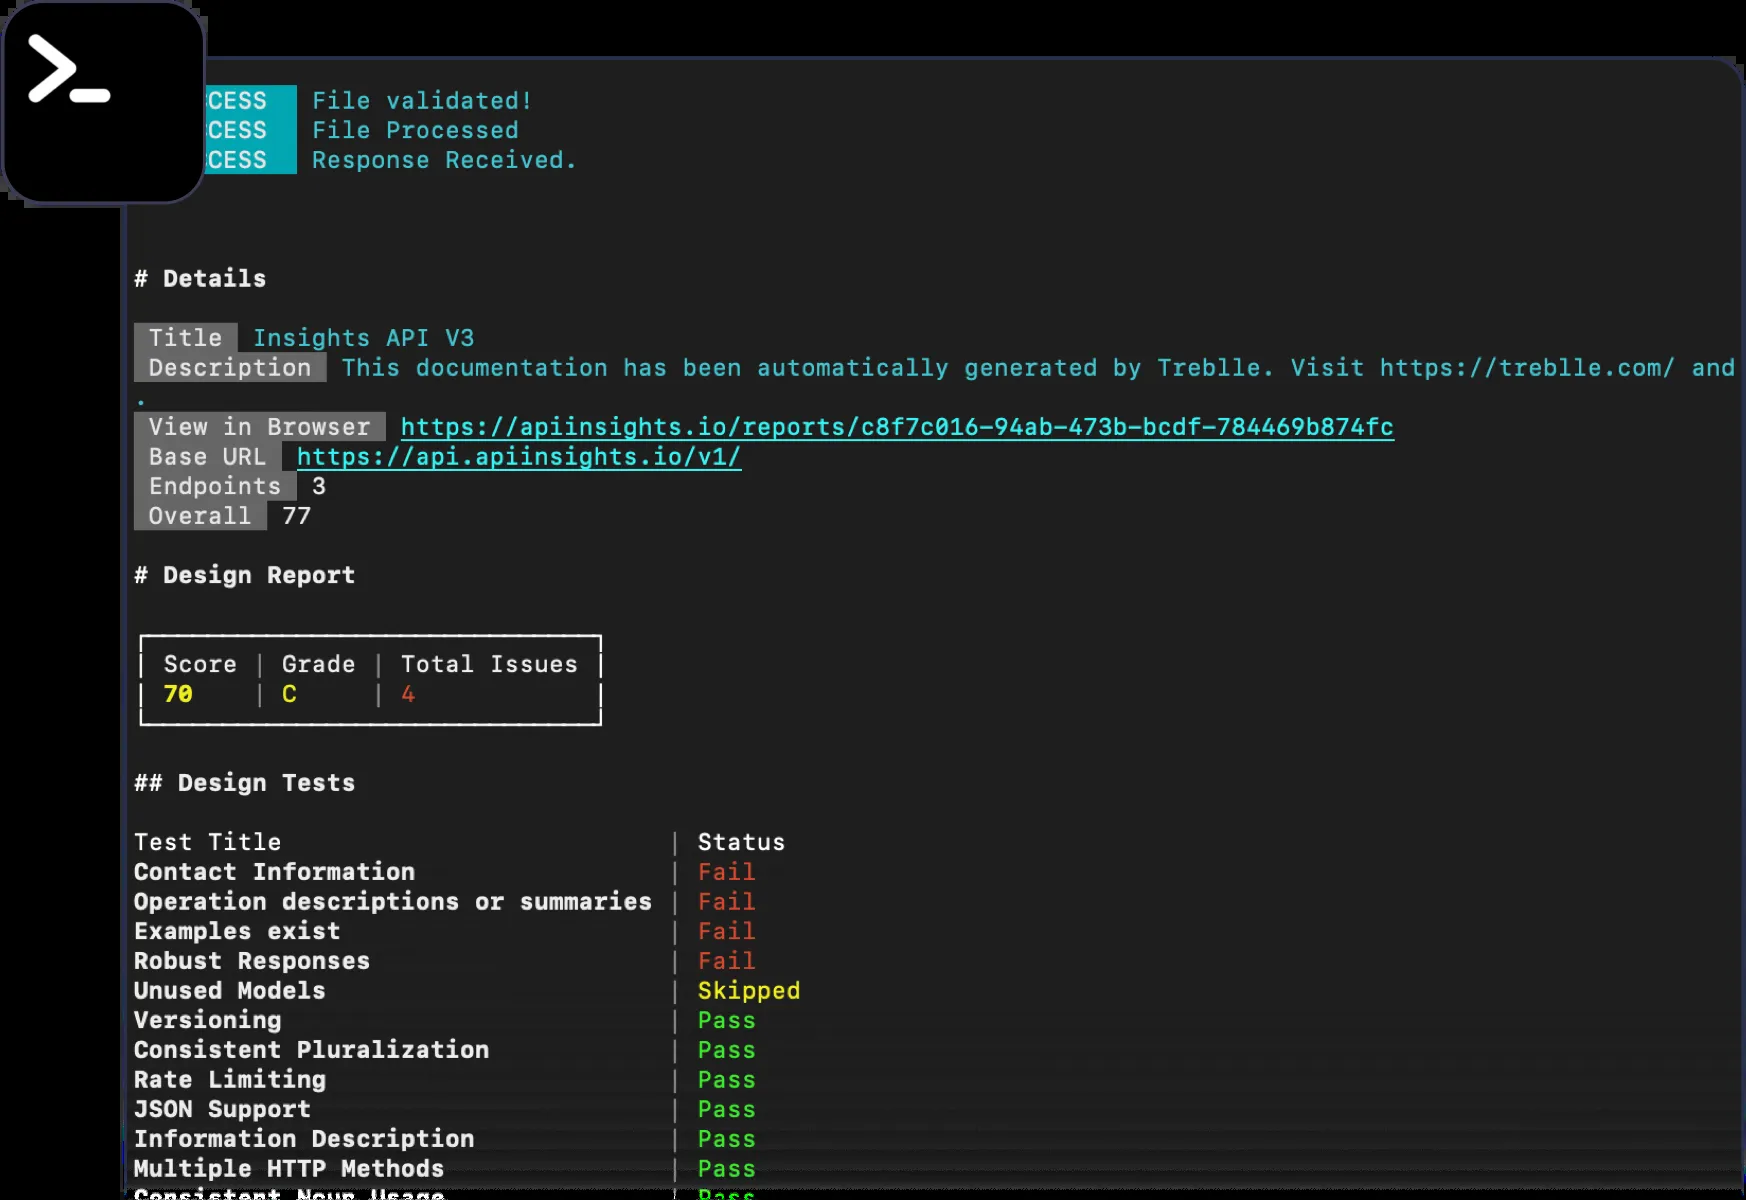 CESS File validated!
CESS File Processed
CESS Response Received.
# Details
Title Insights API V3
Description This documentation has been automatically generated by Treblle. Visit https://treblle.com/ and
.
View in Browser https://apiinsights.io/reports/c8f7c016-94ab-473b-bcdf-784469b874fc
Base URL https://api.apiinsights.io/v1/
Endpoints 3
Overall 77
# Design Report
Score | Grade | Total Issues
70 | C | 4
## Design Tests
Test Title | Status
Contact Information | Fail
Operation descriptions or summaries | Fail
Examples exist | Fail
Robust Responses | Fail
Unused Models | Skipped
Versioning | Pass
Consistent Pluralization | Pass
Rate Limiting | Pass
JSON Support | Pass
Information Description | Pass
Multiple HTTP Methods | Pass
Consistent Noun Usage | Pass